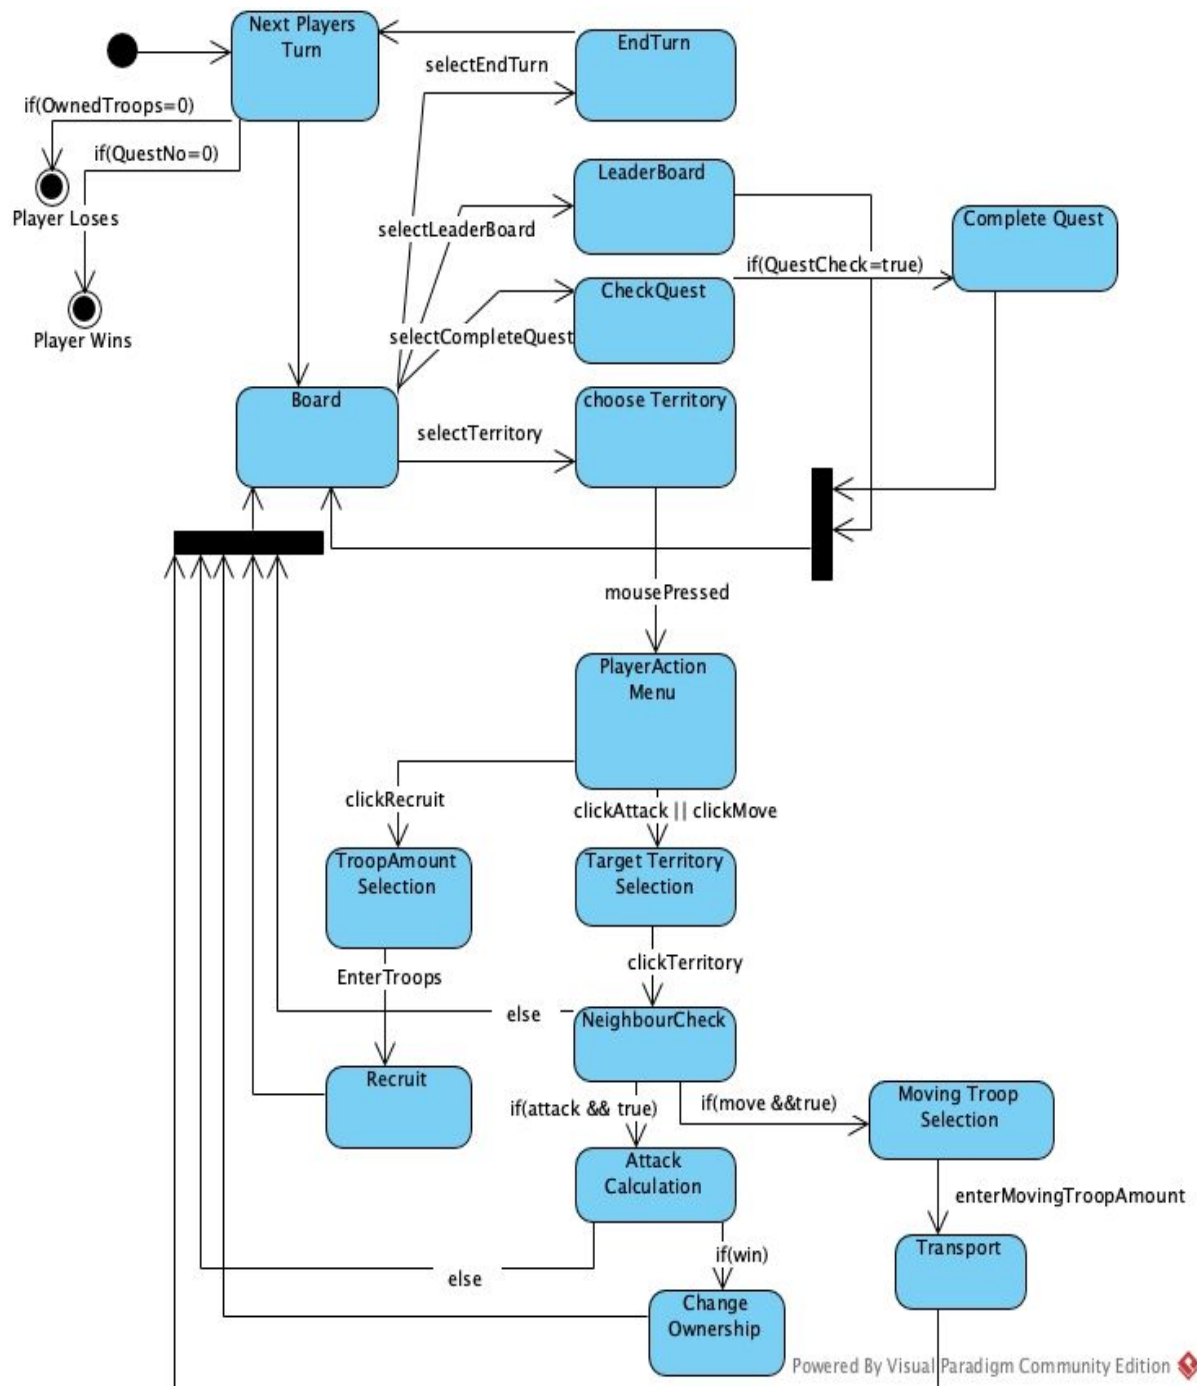 Next Players
Turn
EndTurn
selectEndTurn
if(OwnedTroops=0)
if(QuestNo=0)
LeaderBoard
Player Loses
selectLeaderBoard
Complete Quest
if(QuestCheck=true)
CheckQuest
Player Wins
selectCompleteQuest
Board
choose Territory
selectTerritory
mousePressed
PlayerAction
Menu
clickRecruit
clickAttack || clickMove
TroopAmount
Selection
Target Territory
Selection
clickTerritory
EnterTroops
else
NeighbourCheck
Recruit
if(attack && true)
if(move &&true)
Moving Troop
Selection
Attack
Calculation
enterMovingTroopAmount
Transport
if(win)
else
Change
Ownership
Powered By Visual Paradigm Community Edition